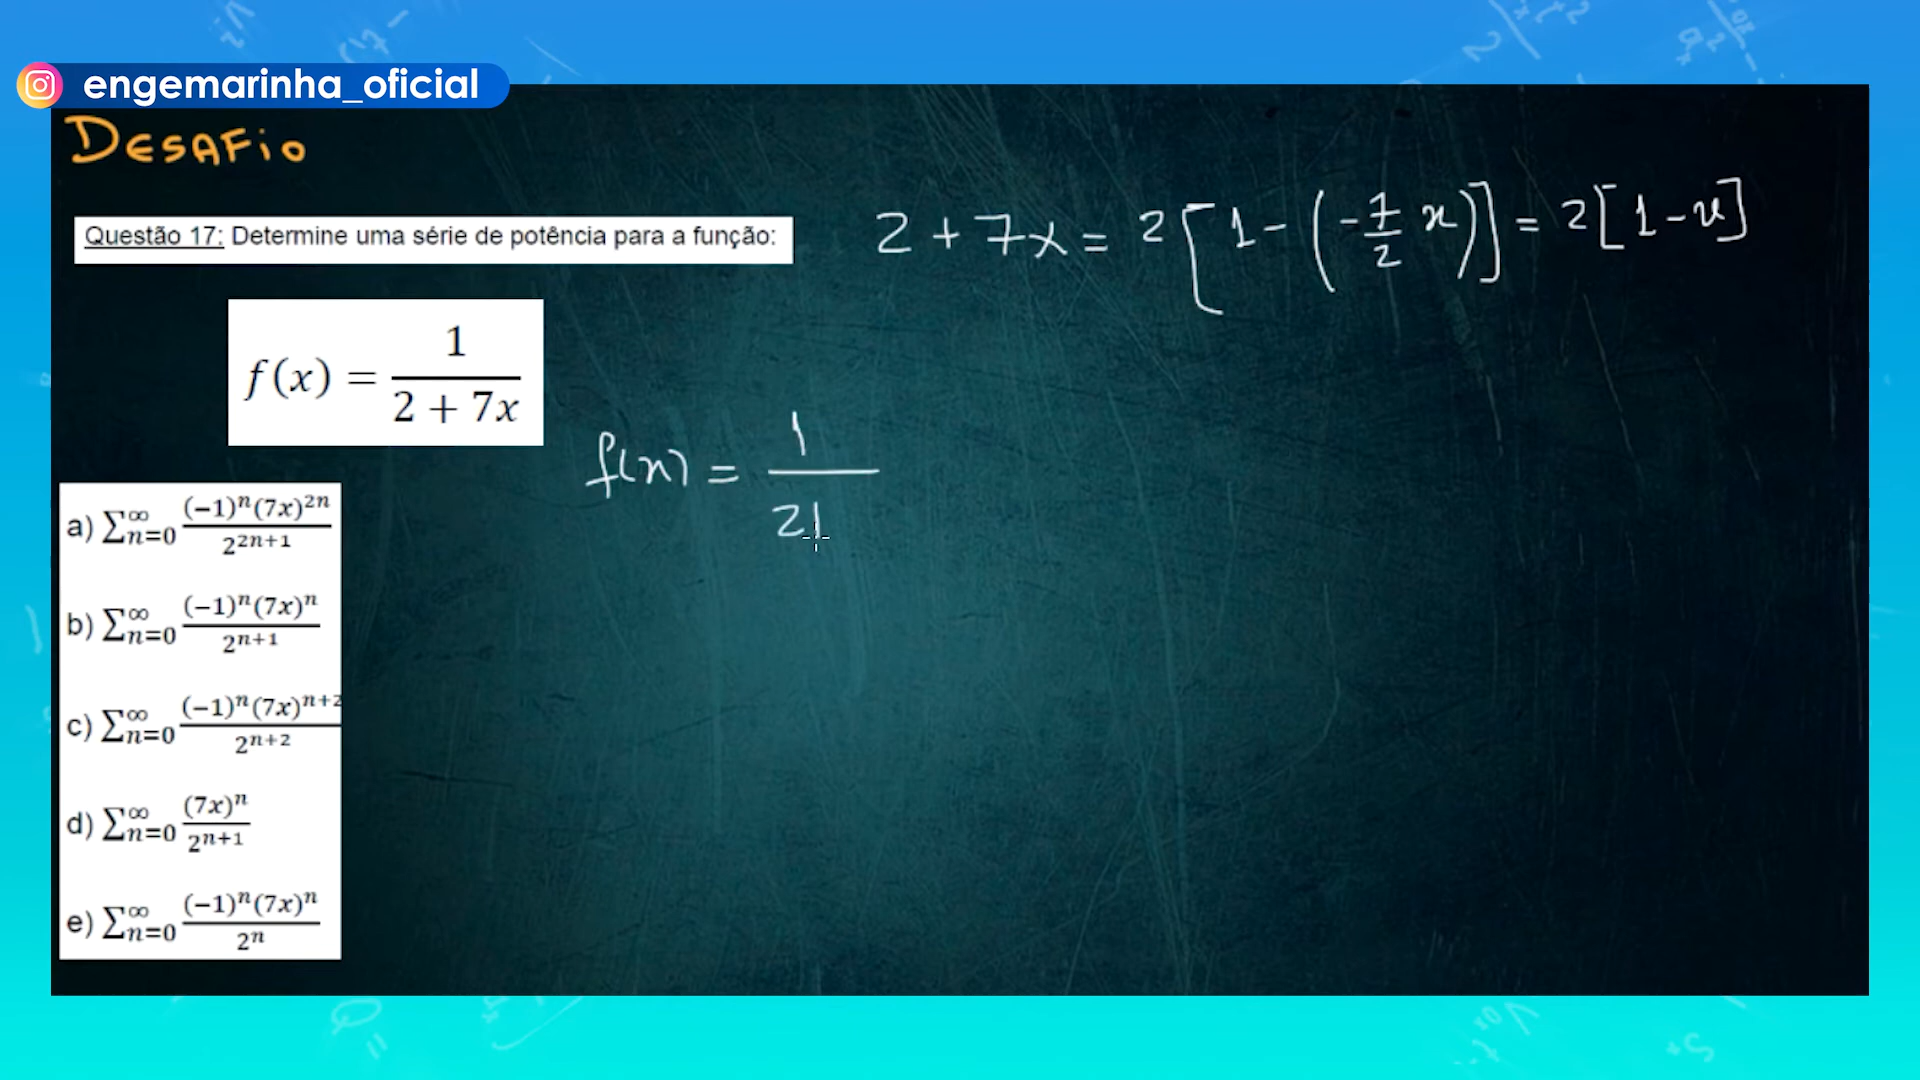 engemarinha_oficial
DESAFiO
Questão 17: Determine uma série de potência para a função:
2 + 7x = 2[1-(-7/2 x)] = 2[1-u]
f(x) = 1/(2 + 7x)
f(x) = 1/2[
a) ∑_{n=0}^{∞} (−1)^n(7x)^{2n}/2^{2n+1}
b) ∑_{n=0}^{∞} (−1)^n(7x)^n/2^{n+1}
c) ∑_{n=0}^{∞} (−1)^n(7x)^{n+2}/2^{n+2}
d) ∑_{n=0}^{∞} (7x)^n/2^{n+1}
e) ∑_{n=0}^{∞} (−1)^n(7x)^n/2^n